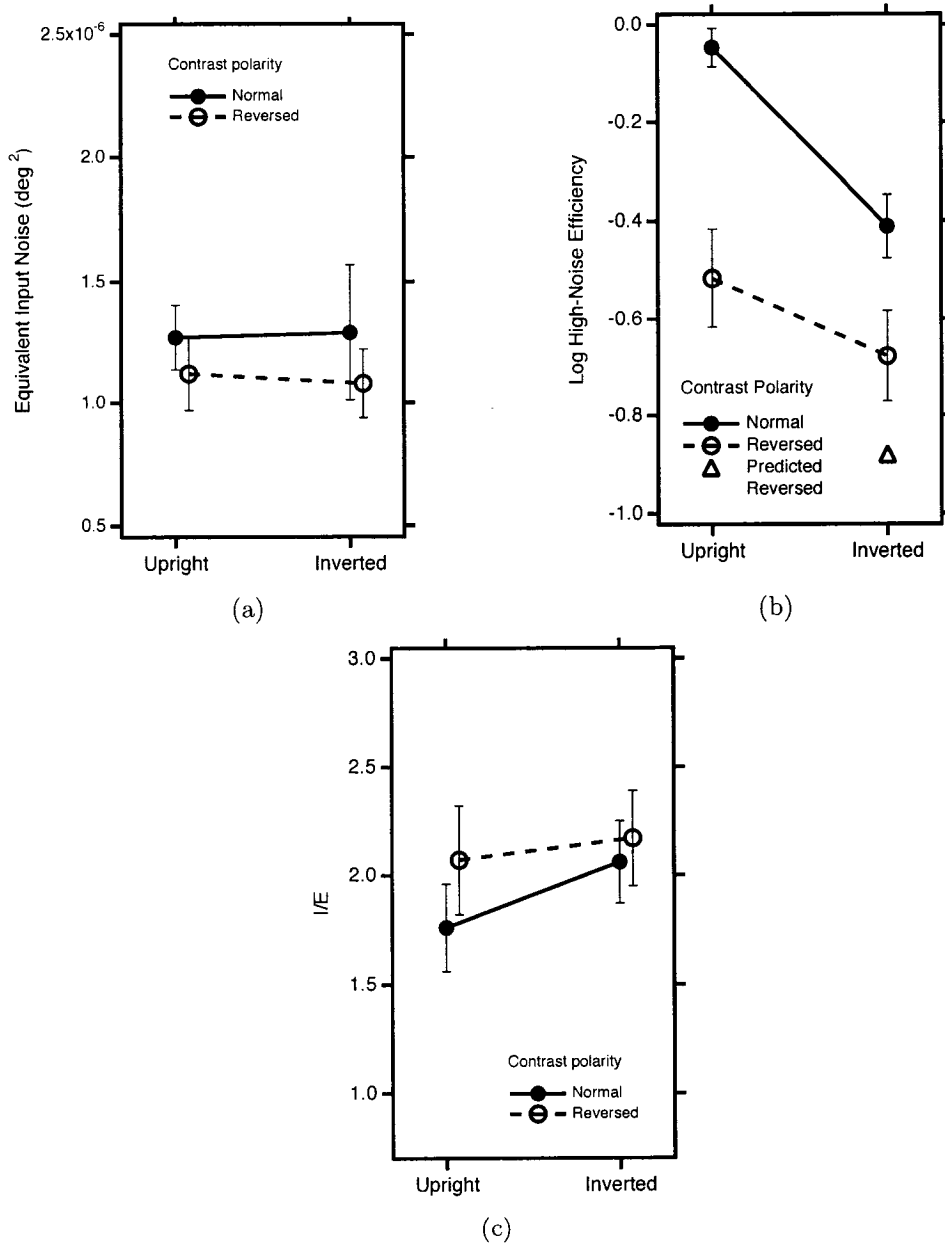 2.5x10⁻⁶
2.0
1.5
1.0
0.5
Equivalent Input Noise (deg ²)
Contrast polarity
Normal
Reversed
Upright Inverted
(a)
0.0
-0.2
-0.4
-0.6
-0.8
-1.0
Log High-Noise Efficiency
Contrast Polarity
Normal
Reversed
Predicted
Reversed
Upright Inverted
(b)
3.0
2.5
2.0
1.5
1.0
I/E
Contrast polarity
Normal
Reversed
Upright Inverted
(c)